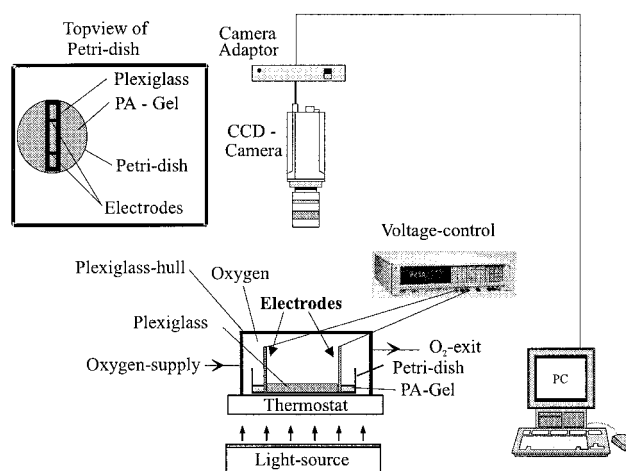 Topview of
Petri-dish
Plexiglass
PA - Gel
Petri-dish
Electrodes
Camera
Adaptor
CCD -
Camera
Voltage-control
Plexiglass-hull
Oxygen
Electrodes
Plexiglass
Oxygen-supply
O₂-exit
Petri-dish
PA-Gel
Thermostat
Light-source
PC